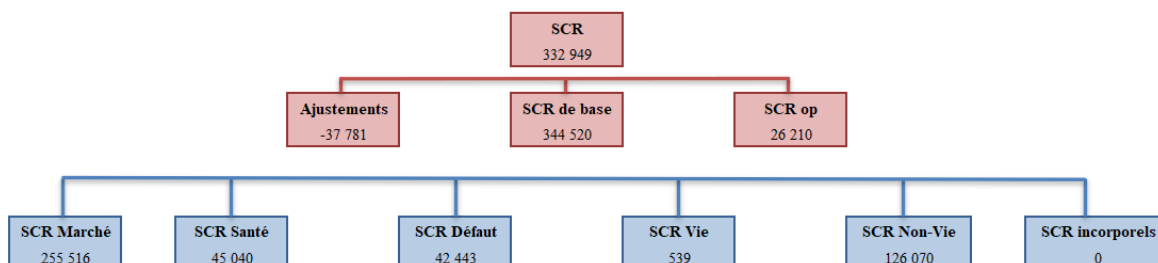 SCR
332 949
Ajustements
-37 781
SCR de base
344 520
SCR op
26 210
SCR Marché
255 516
SCR Santé
45 040
SCR Défaut
42 443
SCR Vie
539
SCR Non-Vie
126 070
SCR incorporels
0